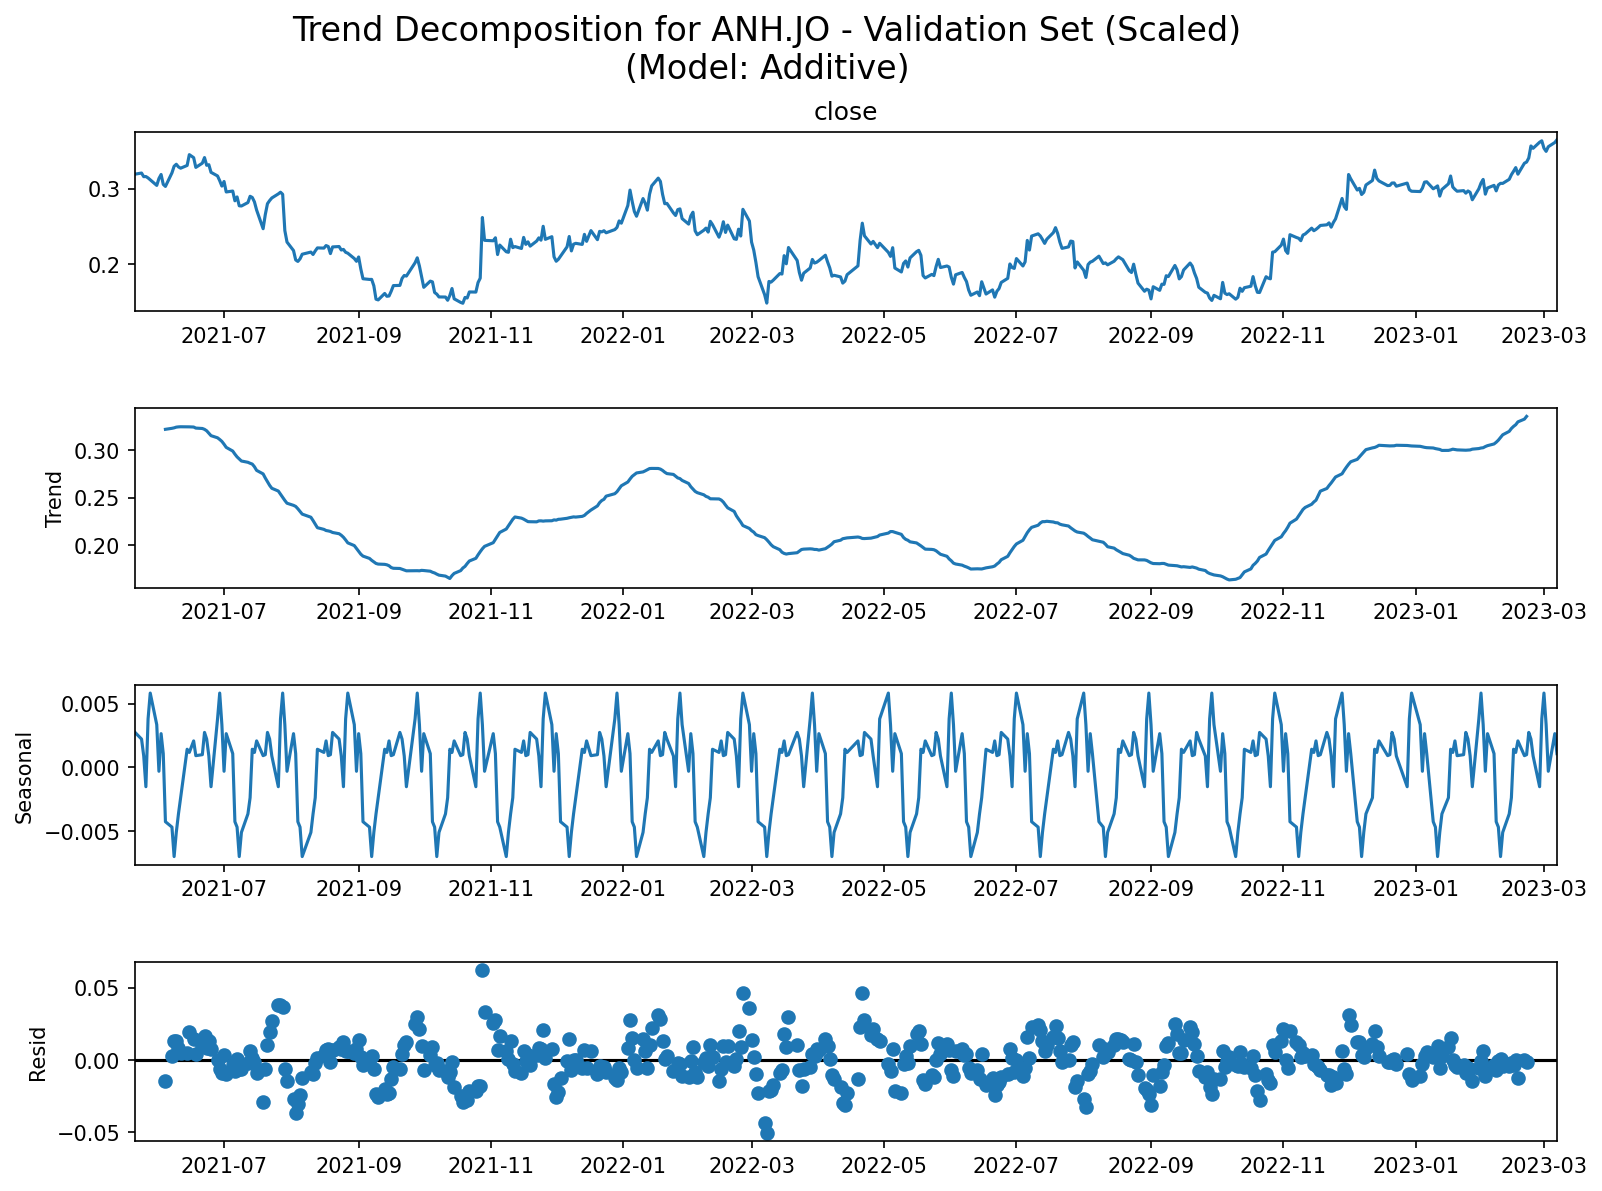 Trend Decomposition for ANH.JO - Validation Set (Scaled)
(Model: Additive)
close
0.3
0.2
2021-07 2021-09 2021-11 2022-01 2022-03 2022-05 2022-07 2022-09 2022-11 2023-01 2023-03
Trend
0.30
0.25
0.20
2021-07 2021-09 2021-11 2022-01 2022-03 2022-05 2022-07 2022-09 2022-11 2023-01 2023-03
Seasonal
0.005
0.000
−0.005
2021-07 2021-09 2021-11 2022-01 2022-03 2022-05 2022-07 2022-09 2022-11 2023-01 2023-03
Resid
0.05
0.00
−0.05
2021-07 2021-09 2021-11 2022-01 2022-03 2022-05 2022-07 2022-09 2022-11 2023-01 2023-03